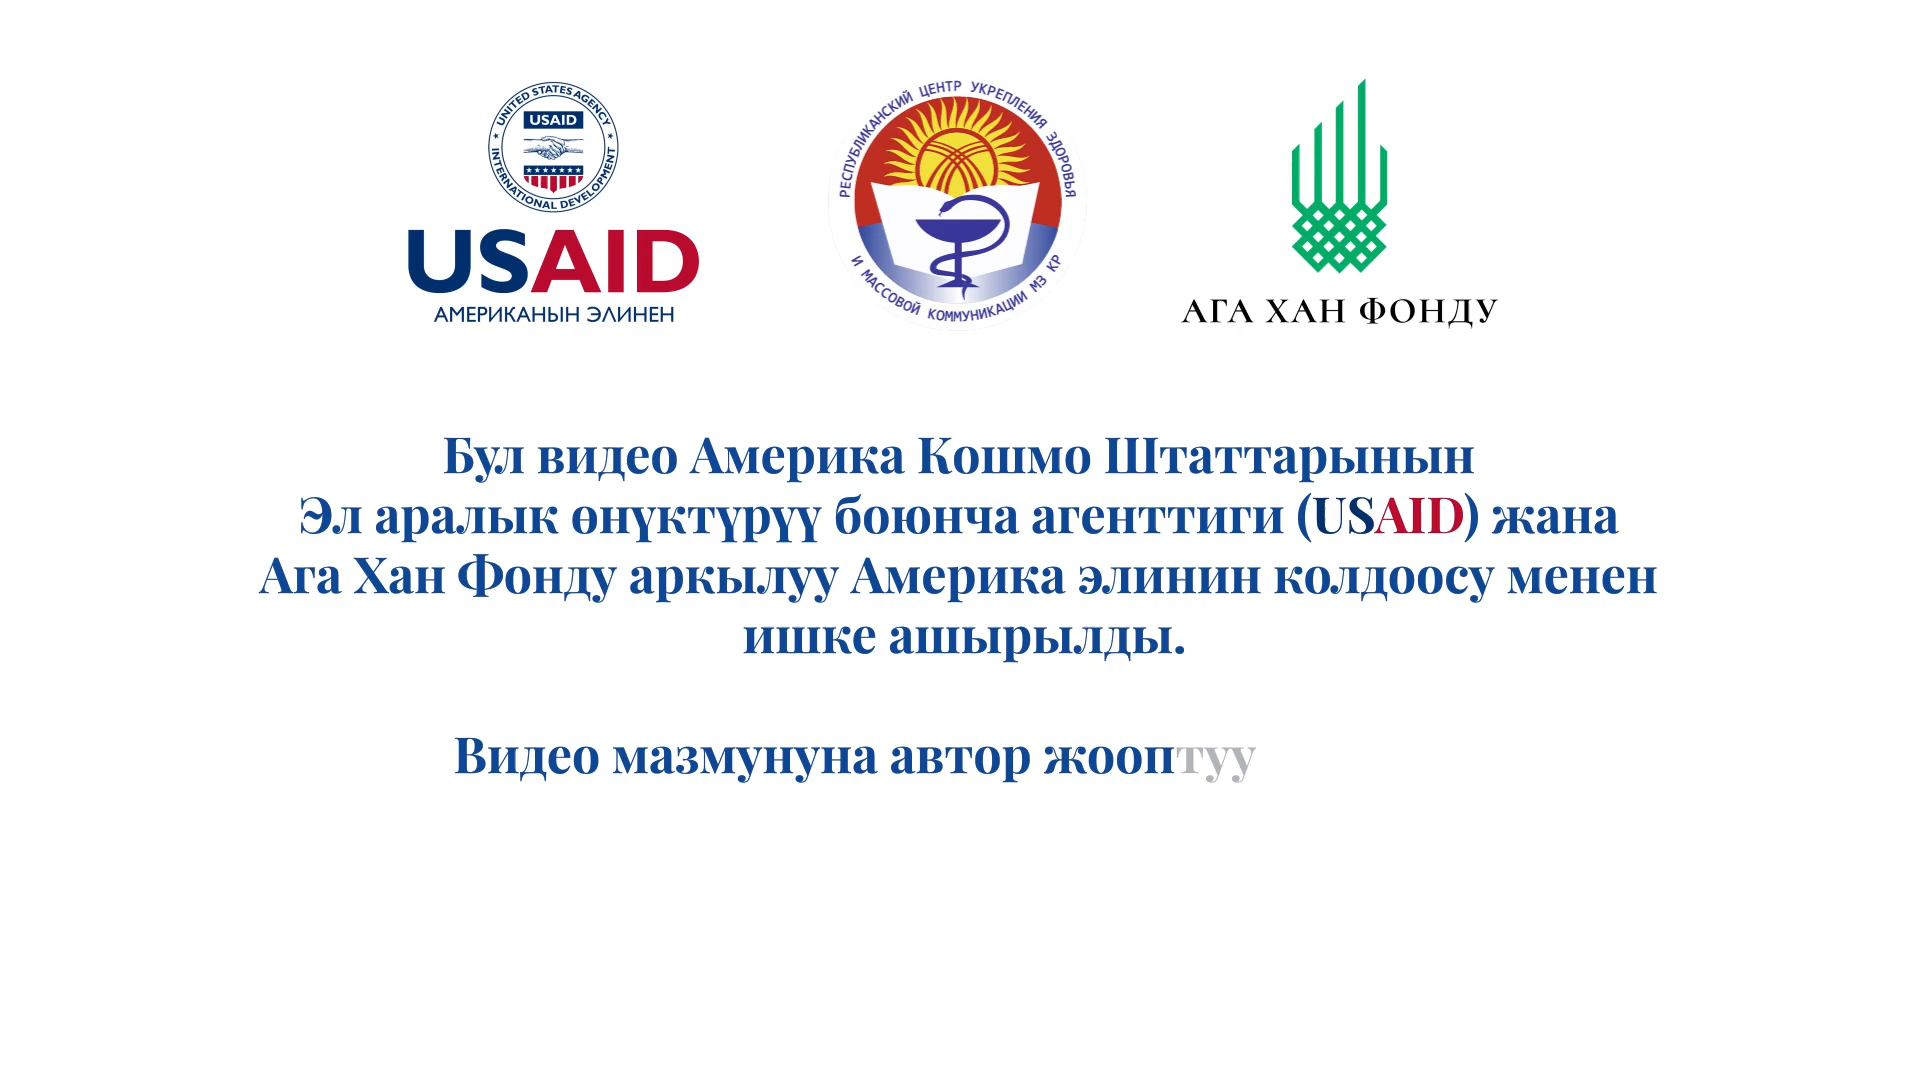 UNITED STATES AGENCY
USAID
INTERNATIONAL DEVELOPMENT
USAID
АМЕРИКАНЫН ЭЛИНЕН
РЕСПУБЛИКАНСКИЙ ЦЕНТР УКРЕПЛЕНИЯ ЗДОРОВЬЯ
И МАССОВОЙ КОММУНИКАЦИИ МЗ КР
АГА ХАН ФОНДУ
Бул видео Америка Кошмо Штаттарынын
Эл аралык өнүктүрүү боюнча агенттиги (USAID) жана
Ага Хан Фонду аркылуу Америка элинин колдоосу менен
ишке ашырылды.
Видео мазмунуна автор жооптуу